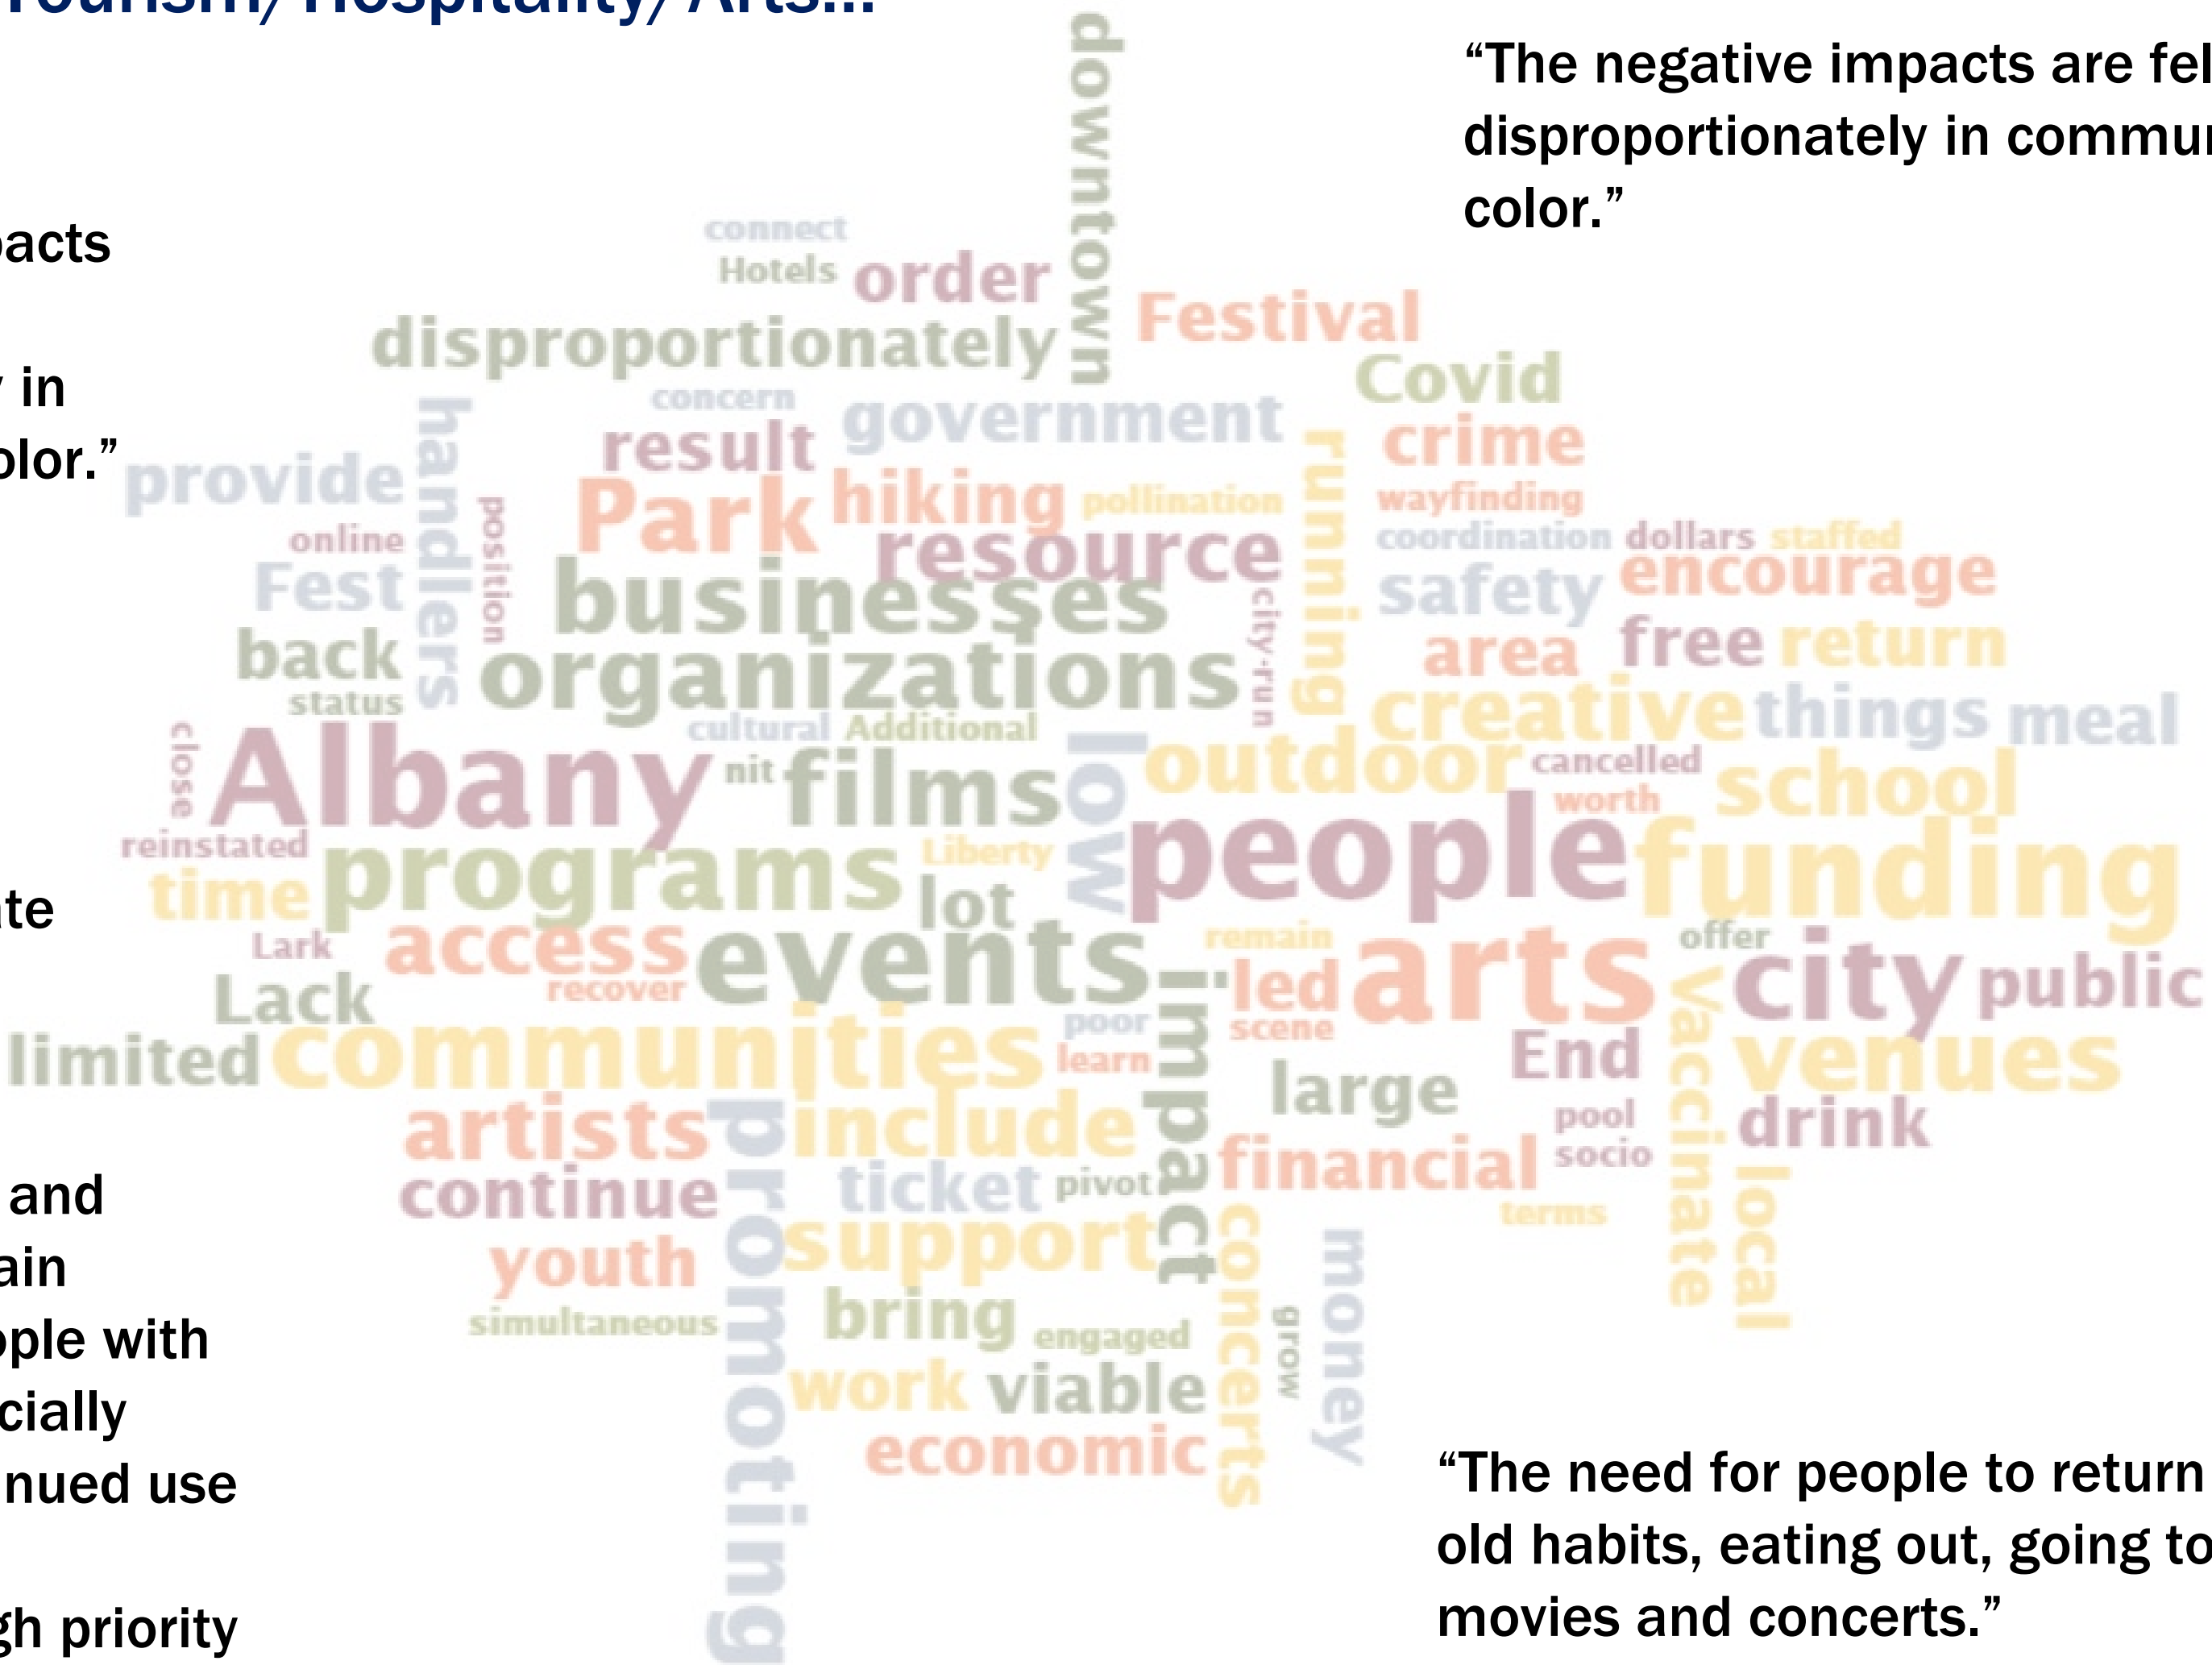 Tourism/Hospitality/Arts...
“The negative impacts are fel
disproportionately in commu
color.”
pacts
y in
olor.”
ate
and
ain
ople with
cially
nued use
gh priority
downtown
connect
Hotels order
Festival
disproportionately
Covid
handlers
concern government
result
running
crime
provide
Park hiking pollination
wayfinding
position
online
resource
coordination dollars staffed
Fest
businesses
safety encourage
city-run
back
organizations
area free return
status
cultural Additional
creative things meal
close
Albany nit films
low
outdoor cancelled school
worth
reinstated
programs Liberty
people funding
time
lot
Lark
access events
remain
offer
recover
impact
led arts
Vaccinate
city public
Lack
poor
scene
limited communities learn
End venues
large
artists
promoting
include
pool drink
financial socio
continue
ticket pivot
local
terms
support
concerts
money
youth
simultaneous
bring engaged
grow
work viable
economic
“The need for people to return
old habits, eating out, going to
movies and concerts.”